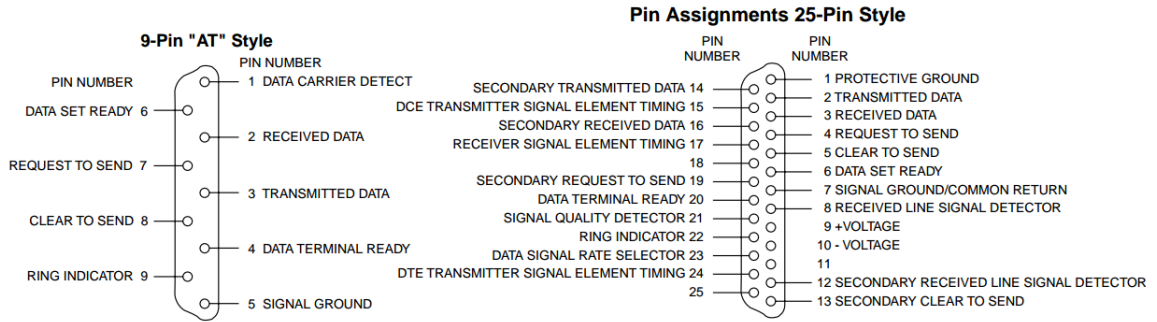 Pin Assignments 25-Pin Style
9-Pin "AT" Style
PIN NUMBER
PIN NUMBER
1 DATA CARRIER DETECT
DATA SET READY 6
2 RECEIVED DATA
REQUEST TO SEND 7
3 TRANSMITTED DATA
CLEAR TO SEND 8
4 DATA TERMINAL READY
RING INDICATOR 9
5 SIGNAL GROUND
PIN
NUMBER
PIN
NUMBER
SECONDARY TRANSMITTED DATA 14
DCE TRANSMITTER SIGNAL ELEMENT TIMING 15
SECONDARY RECEIVED DATA 16
RECEIVER SIGNAL ELEMENT TIMING 17
18
SECONDARY REQUEST TO SEND 19
DATA TERMINAL READY 20
SIGNAL QUALITY DETECTOR 21
RING INDICATOR 22
DATA SIGNAL RATE SELECTOR 23
DTE TRANSMITTER SIGNAL ELEMENT TIMING 24
25
1 PROTECTIVE GROUND
2 TRANSMITTED DATA
3 RECEIVED DATA
4 REQUEST TO SEND
5 CLEAR TO SEND
6 DATA SET READY
7 SIGNAL GROUND/COMMON RETURN
8 RECEIVED LINE SIGNAL DETECTOR
9 +VOLTAGE
10 - VOLTAGE
11
12 SECONDARY RECEIVED LINE SIGNAL DETECTOR
13 SECONDARY CLEAR TO SEND